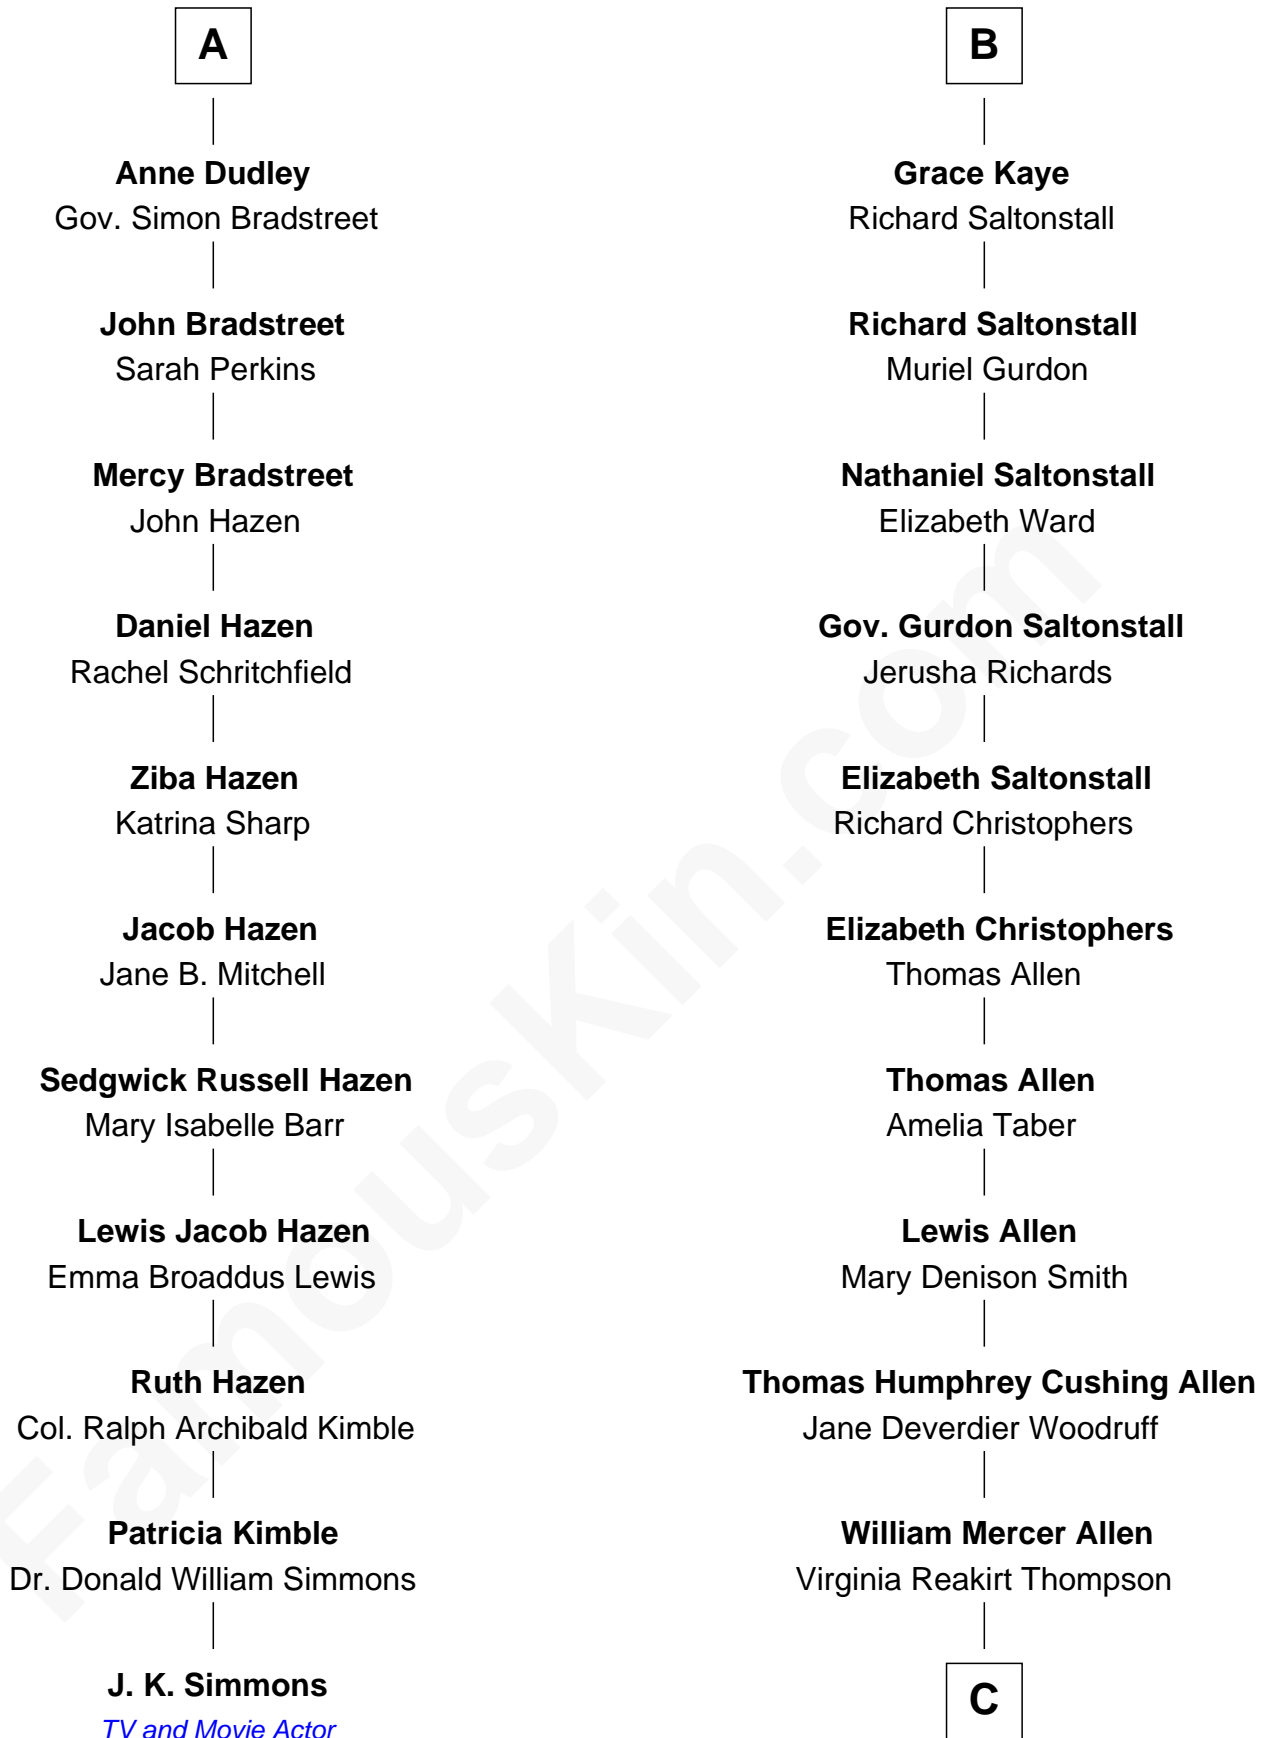 A
Anne Dudley
Gov. Simon Bradstreet
John Bradstreet
Sarah Perkins
Mercy Bradstreet
John Hazen
Daniel Hazen
Rachel Schritchfield
Ziba Hazen
Katrina Sharp
Jacob Hazen
Jane B. Mitchell
Sedgwick Russell Hazen
Mary Isabelle Barr
Lewis Jacob Hazen
Emma Broaddus Lewis
Ruth Hazen
Col. Ralph Archibald Kimble
Patricia Kimble
Dr. Donald William Simmons
J. K. Simmons
TV and Movie Actor
B
Grace Kaye
Richard Saltonstall
Richard Saltonstall
Muriel Gurdon
Nathaniel Saltonstall
Elizabeth Ward
Gov. Gurdon Saltonstall
Jerusha Richards
Elizabeth Saltonstall
Richard Christophers
Elizabeth Christophers
Thomas Allen
Thomas Allen
Amelia Taber
Lewis Allen
Mary Denison Smith
Thomas Humphrey Cushing Allen
Jane Deverdier Woodruff
William Mercer Allen
Virginia Reakirt Thompson
C
FamousKin.com